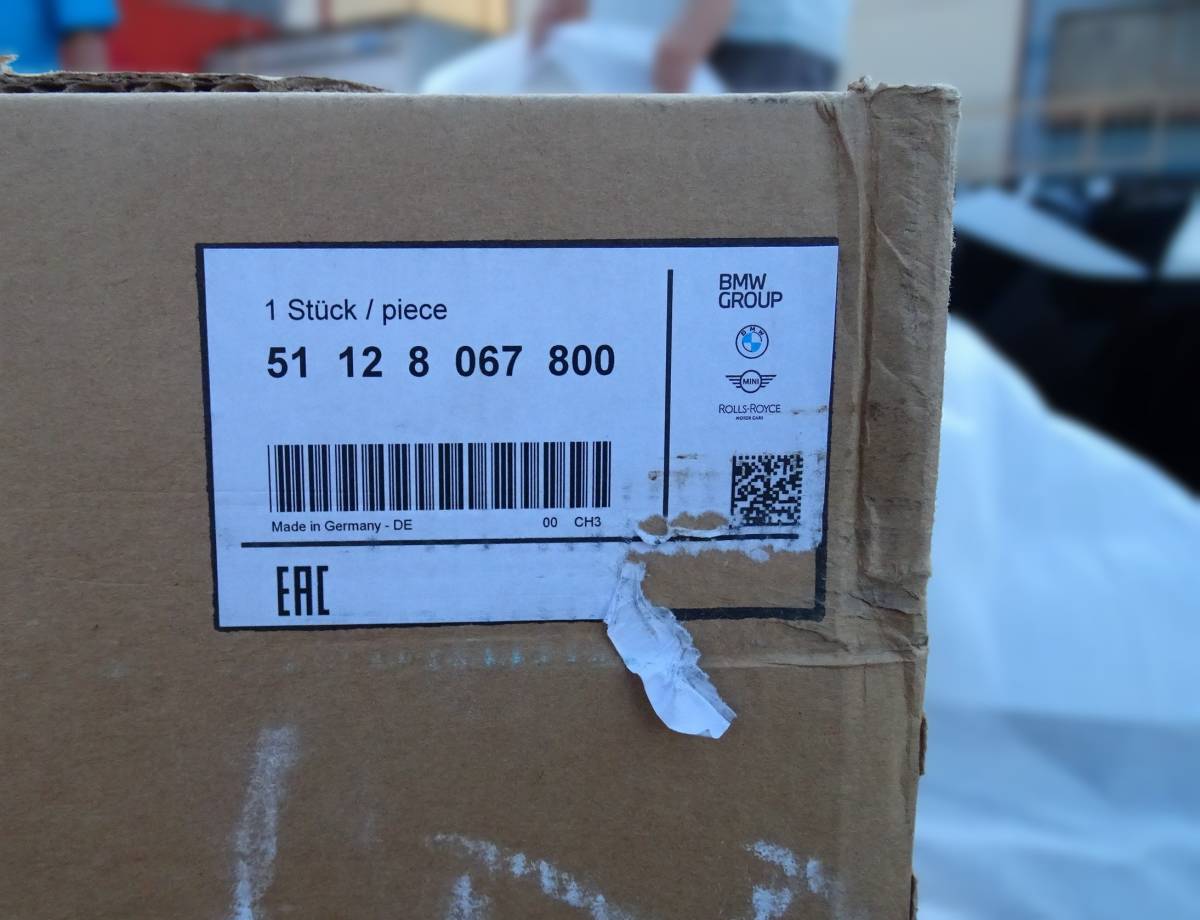 1 Stück / piece
51 12 8 067 800
Made in Germany - DE 00 CH3
EAC
BMW
GROUP
BMW
MINI
ROLLS-ROYCE
MOTOR CARS